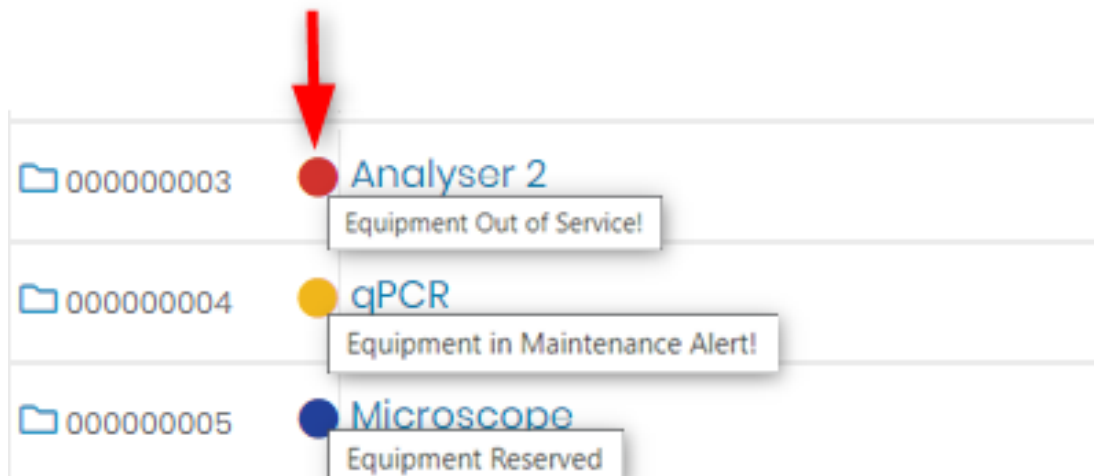 000000003 Analyser 2
Equipment Out of Service!
000000004 qPCR
Equipment in Maintenance Alert!
000000005 Microscope
Equipment Reserved